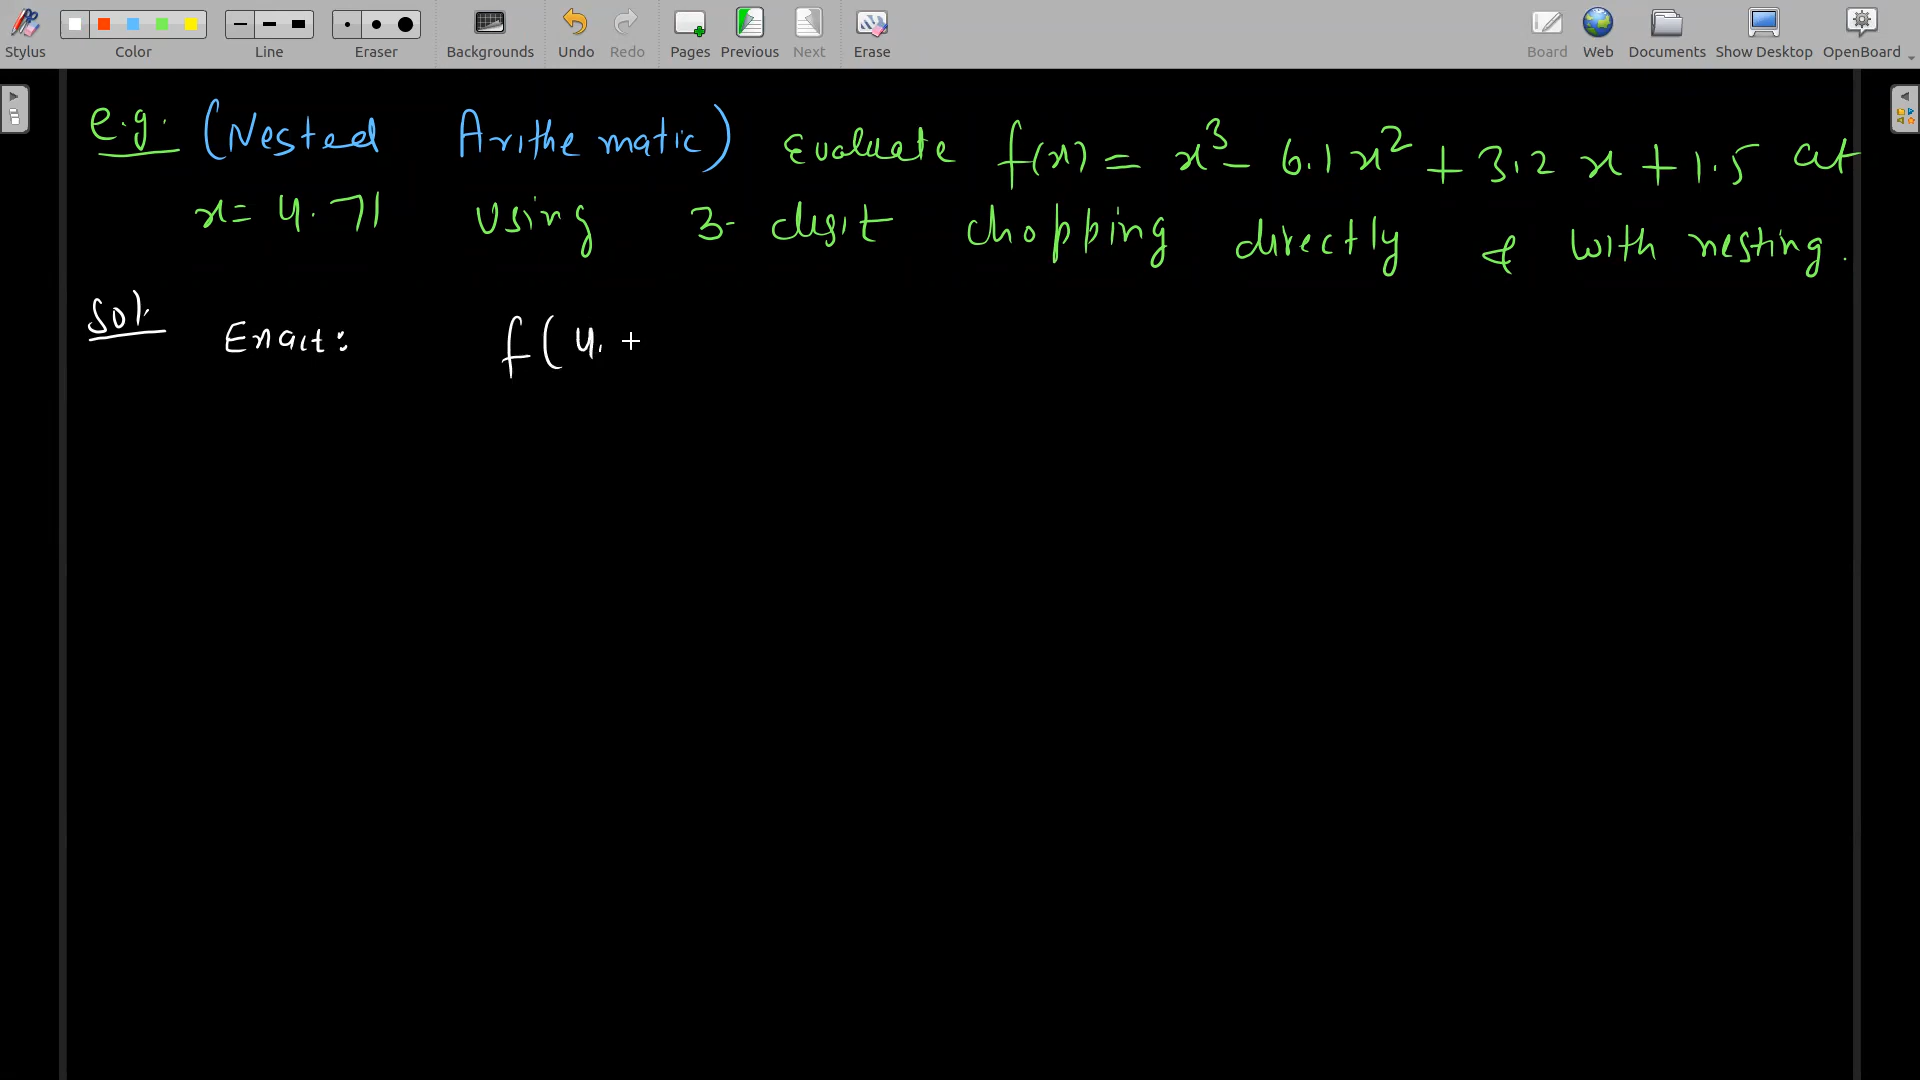 Stylus Color Line Eraser Backgrounds Undo Redo Pages Previous Next Erase Board Web Documents Show Desktop OpenBoard
e.g: (Nested Arithematic) Evaluate f(x) = x³ - 6.1x² + 3.2x + 1.5 at
x = 4.71 using 3-digit chopping directly & with nesting.
Sol.
Exact: f(4.